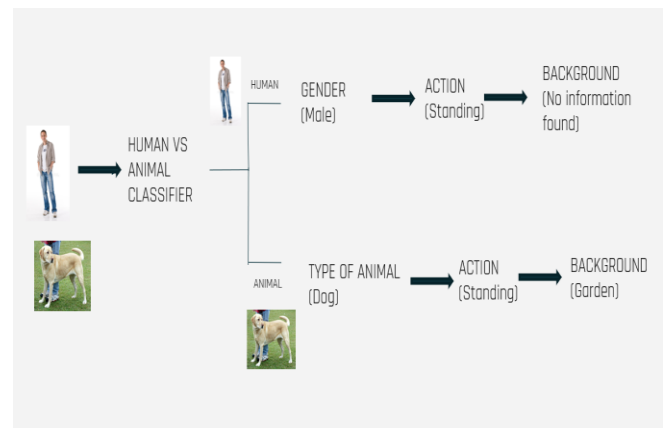 HUMAN
GENDER
(Male)
ACTION
(Standing)
BACKGROUND
(No information
found)
HUMAN VS
ANIMAL
CLASSIFIER
ANIMAL
TYPE OF ANIMAL
(Dog)
ACTION
(Standing)
BACKGROUND
(Garden)